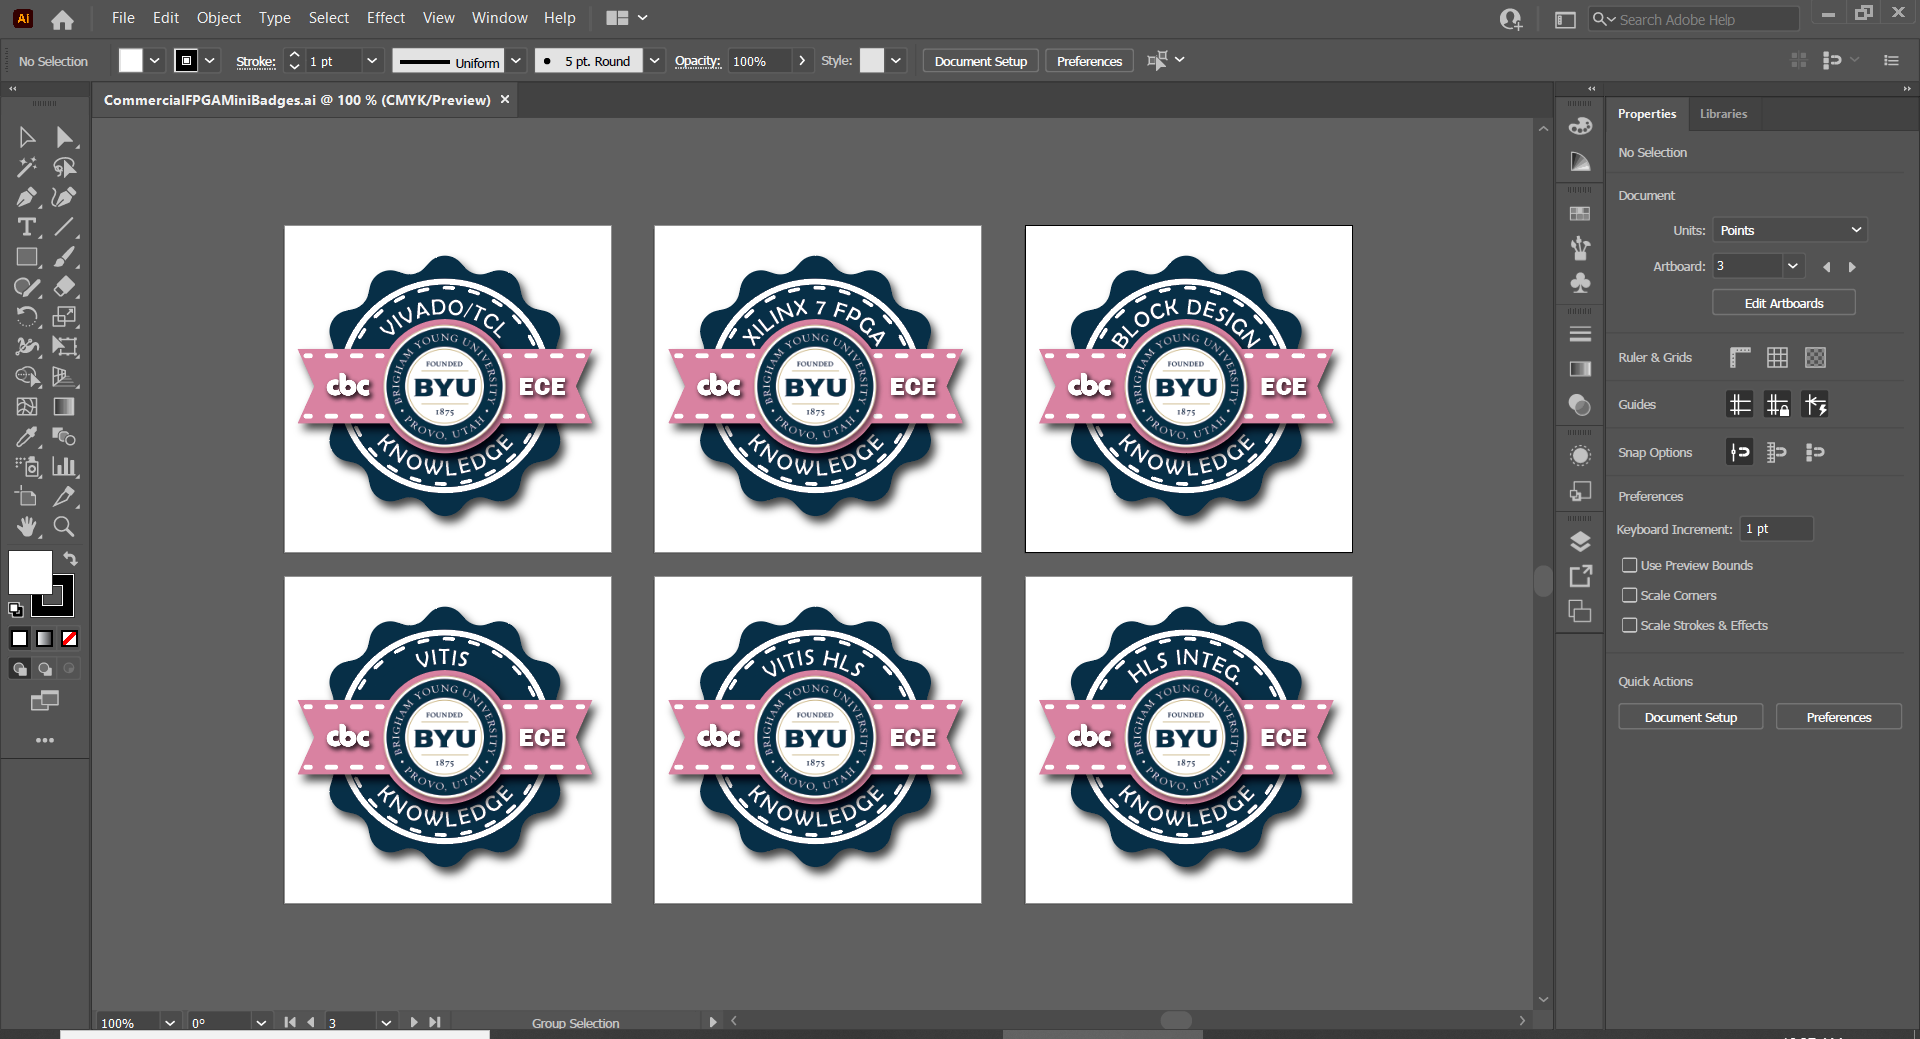 Ai File Edit Object Type Select Effect View Window Help Search Adobe Help
No Selection Stroke: 1 pt Uniform 5 pt. Round Opacity: 100% Style: Document Setup Preferences
CommercialFPGAMiniBadges.ai @ 100 % (CMYK/Preview) ×
Properties Libraries
No Selection
Document
Units: Points
Artboard: 3
Edit Artboards
Ruler & Grids
Guides
Snap Options
Preferences
Keyboard Increment: 1 pt
Use Preview Bounds
Scale Corners
Scale Strokes & Effects
Quick Actions
Document Setup Preferences
VIVADO/TCL
BRIGHAM YOUNG UNIVERSITY
FOUNDED
cbc BYU ECE
1875
PROVO, UTAH
KNOWLEDGE
XILINX 7 FPGA
BRIGHAM YOUNG UNIVERSITY
FOUNDED
cbc BYU ECE
1875
PROVO, UTAH
KNOWLEDGE
BLOCK DESIGN
BRIGHAM YOUNG UNIVERSITY
FOUNDED
cbc BYU ECE
1875
PROVO, UTAH
KNOWLEDGE
VITIS
BRIGHAM YOUNG UNIVERSITY
FOUNDED
cbc BYU ECE
1875
PROVO, UTAH
KNOWLEDGE
VITIS HLS
BRIGHAM YOUNG UNIVERSITY
FOUNDED
cbc BYU ECE
1875
PROVO, UTAH
KNOWLEDGE
HLS INTEG.
BRIGHAM YOUNG UNIVERSITY
FOUNDED
cbc BYU ECE
1875
PROVO, UTAH
KNOWLEDGE
100% 0° 3 Group Selection